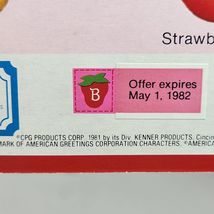 Strawb
B
Offer expires
May 1, 1982
©CPG PRODUCTS CORP. 1981 by its Div. KENNER PRODUCTS, Cincin
MARK OF AMERICAN GREETINGS CORPORATION CHARACTERS. ®AMERICA